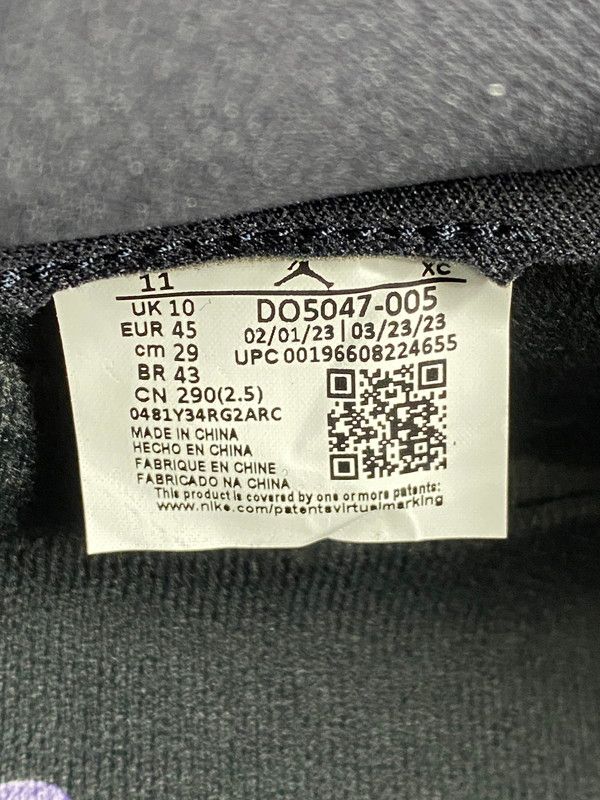 11
XC
UK 10
DO5047-005
EUR 45
02/01/23 | 03/23/23
cm 29
UPC 00196608224655
BR 43
CN 290(2.5)
0481Y34RG2ARC
MADE IN CHINA
HECHO EN CHINA
FABRIQUE EN CHINE
FABRICADO NA CHINA
This product is covered by one or more patents:
www.nike.com/patentsvirtualmarking